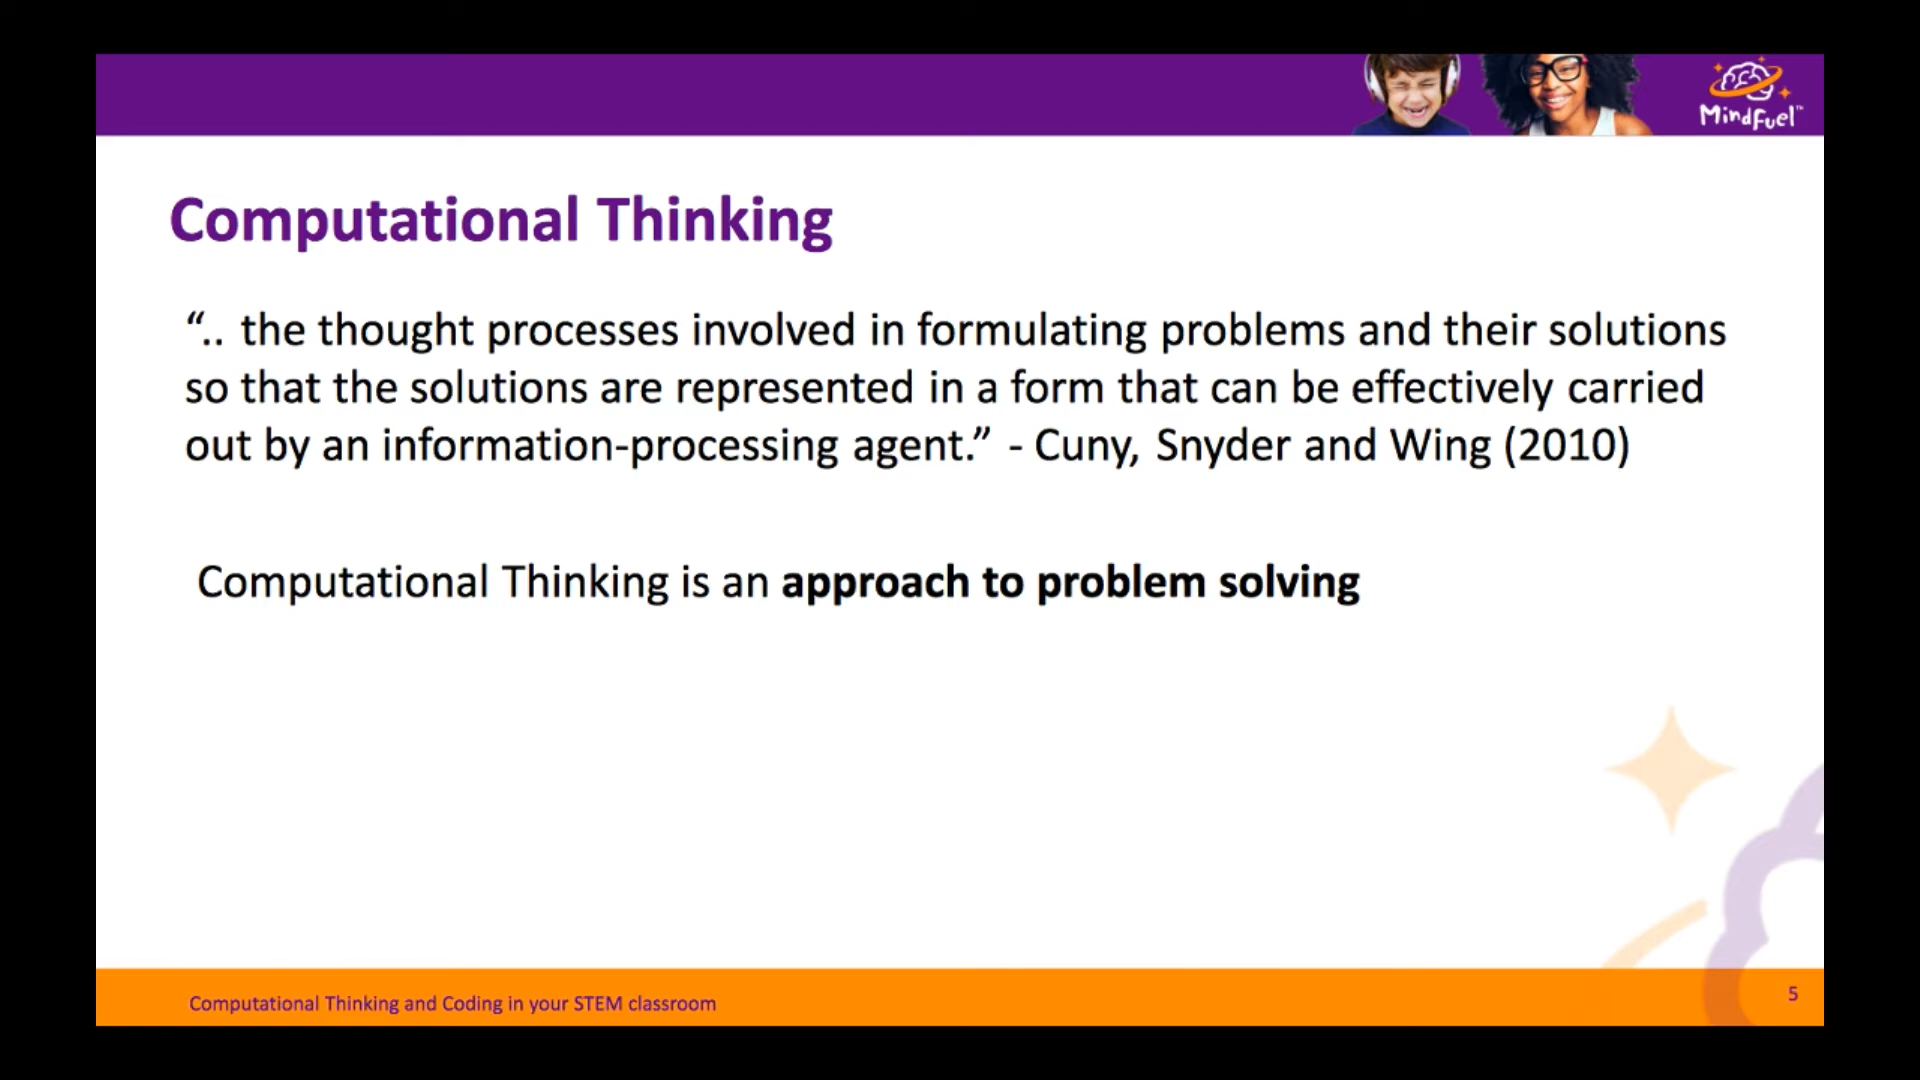 MindFuel™
Computational Thinking
“.. the thought processes involved in formulating problems and their solutions
so that the solutions are represented in a form that can be effectively carried
out by an information-processing agent.” - Cuny, Snyder and Wing (2010)
Computational Thinking is an approach to problem solving
Computational Thinking and Coding in your STEM classroom
5